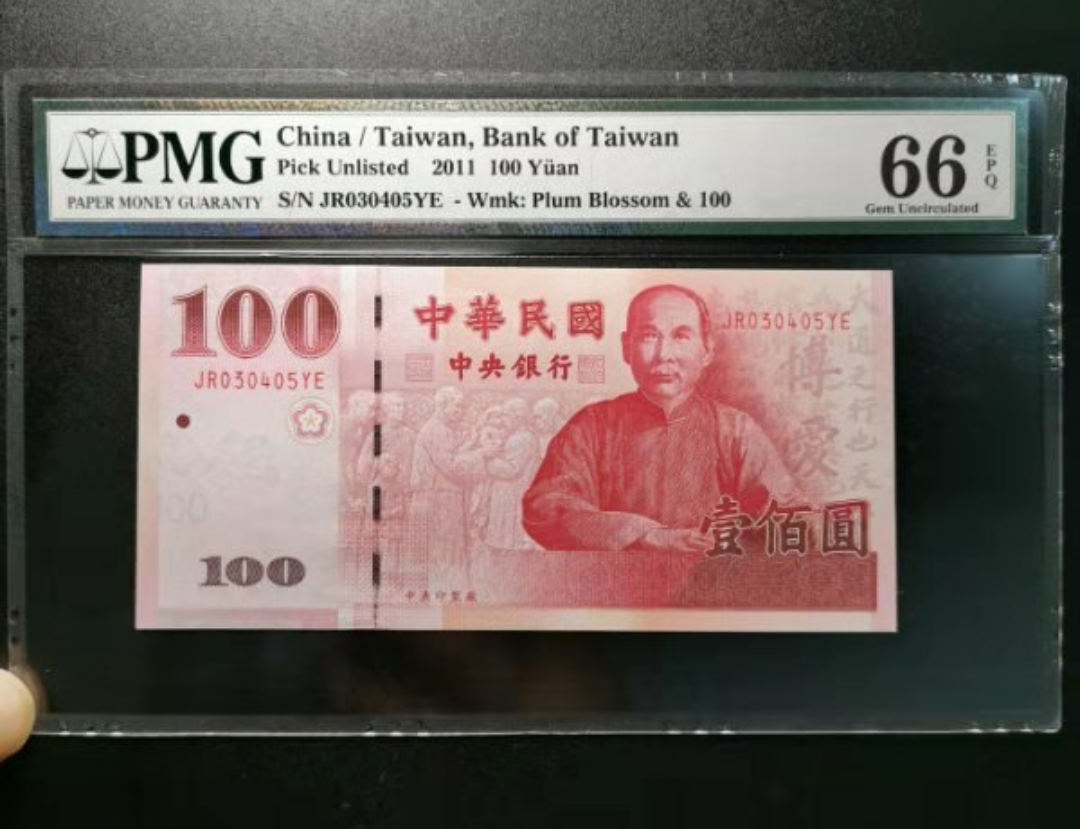 PMG
PAPER MONEY GUARANTY
China / Taiwan, Bank of Taiwan
Pick Unlisted 2011 100 Yüan
S/N JR030405YE - Wmk: Plum Blossom & 100
66
EPQ
Gem Uncirculated
100
中華民國
JR030405YE
中央銀行
JR030405YE
博愛
大道之行也天
壹佰圓
100
中央印製廠